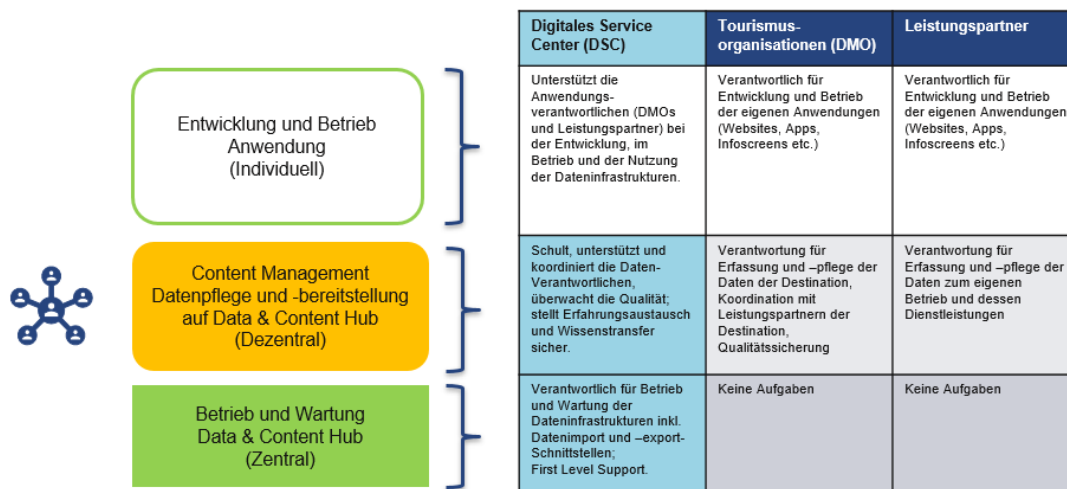 Digitales Service
Center (DSC)
Tourismus-
organisationen (DMO)
Leistungspartner
Entwicklung und Betrieb
Anwendung
(Individuell)
Unterstützt die
Anwendungs-
verantwortlichen (DMOs
und Leistungspartner) bei
der Entwicklung, im
Betrieb und der Nutzung
der Dateninfrastrukturen.
Verantwortlich für
Entwicklung und Betrieb
der eigenen Anwendungen
(Websites, Apps,
Infoscreens etc.)
Verantwortlich für
Entwicklung und Betrieb
der eigenen Anwendungen
(Websites, Apps,
Infoscreens etc.)
Content Management
Datenpflege und -bereitstellung
auf Data & Content Hub
(Dezentral)
Schult, unterstützt und
koordiniert die Daten-
Verantwortlichen,
überwacht die Qualität;
stellt Erfahrungsaustausch
und Wissenstransfer
sicher.
Verantwortung für
Erfassung und –pflege der
Daten der Destination,
Koordination mit
Leistungspartnern der
Destination,
Qualitätssicherung
Verantwortung für
Erfassung und –pflege der
Daten zum eigenen
Betrieb und dessen
Dienstleistungen
Betrieb und Wartung
Data & Content Hub
(Zentral)
Verantwortlich für Betrieb
und Wartung der
Dateninfrastrukturen inkl.
Datenimport und –export-
Schnittstellen;
First Level Support.
Keine Aufgaben
Keine Aufgaben